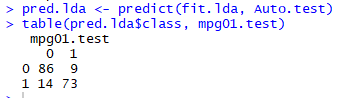 > pred.lda <- predict(fit.lda, Auto.test)
> table(pred.lda$class, mpg01.test)
   mpg01.test
     0  1
  0 86  9
  1 14 73
>